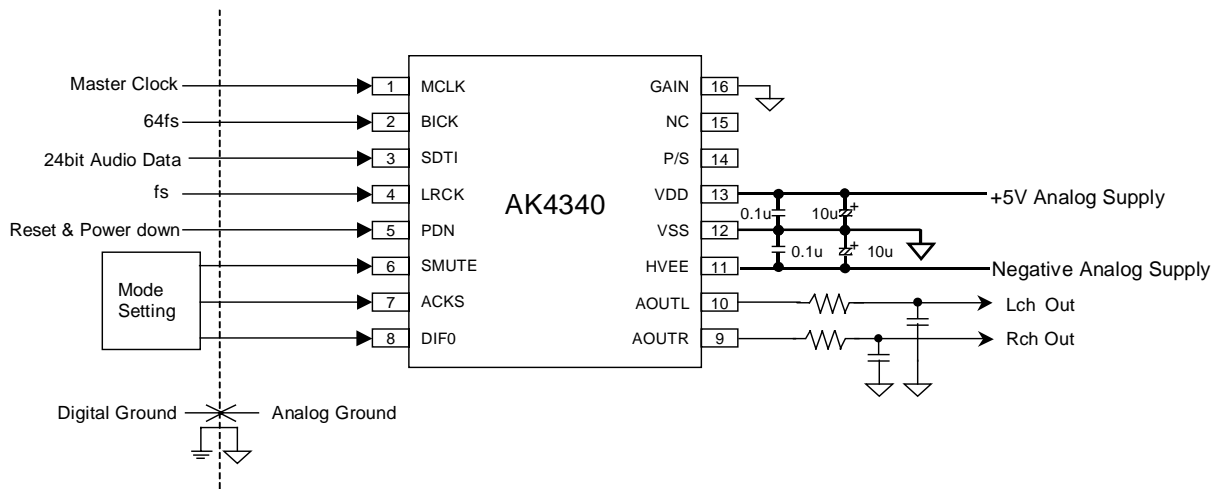 Master Clock
64fs
24bit Audio Data
fs
Reset & Power down
Mode
Setting
1 MCLK
2 BICK
3 SDTI
4 LRCK
5 PDN
6 SMUTE
7 ACKS
8 DIF0
AK4340
GAIN 16
NC 15
P/S 14
VDD 13
VSS 12
HVEE 11
AOUTL 10
AOUTR 9
0.1u 10u +
0.1u + 10u
+5V Analog Supply
Negative Analog Supply
Lch Out
Rch Out
Digital Ground Analog Ground